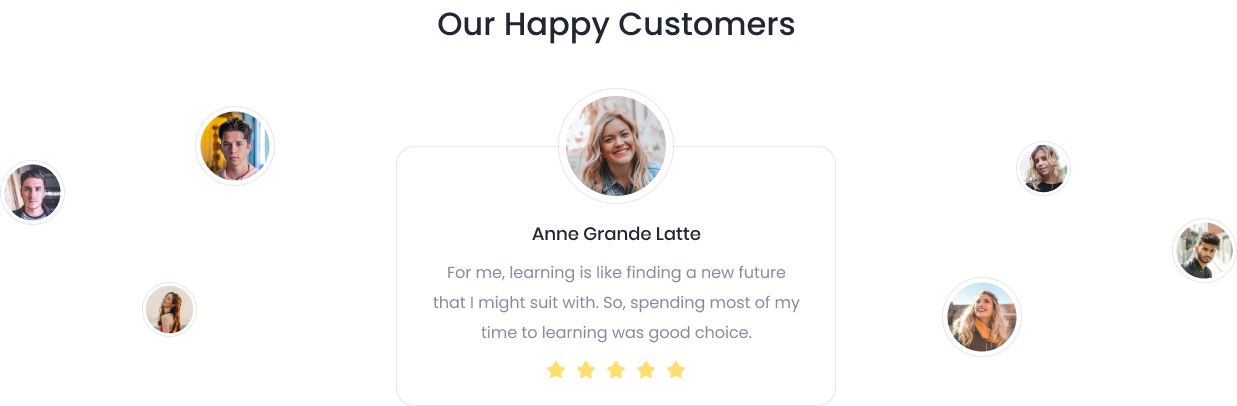 Our Happy Customers
Anne Grande Latte
For me, learning is like finding a new future
that I might suit with. So, spending most of my
time to learning was good choice.